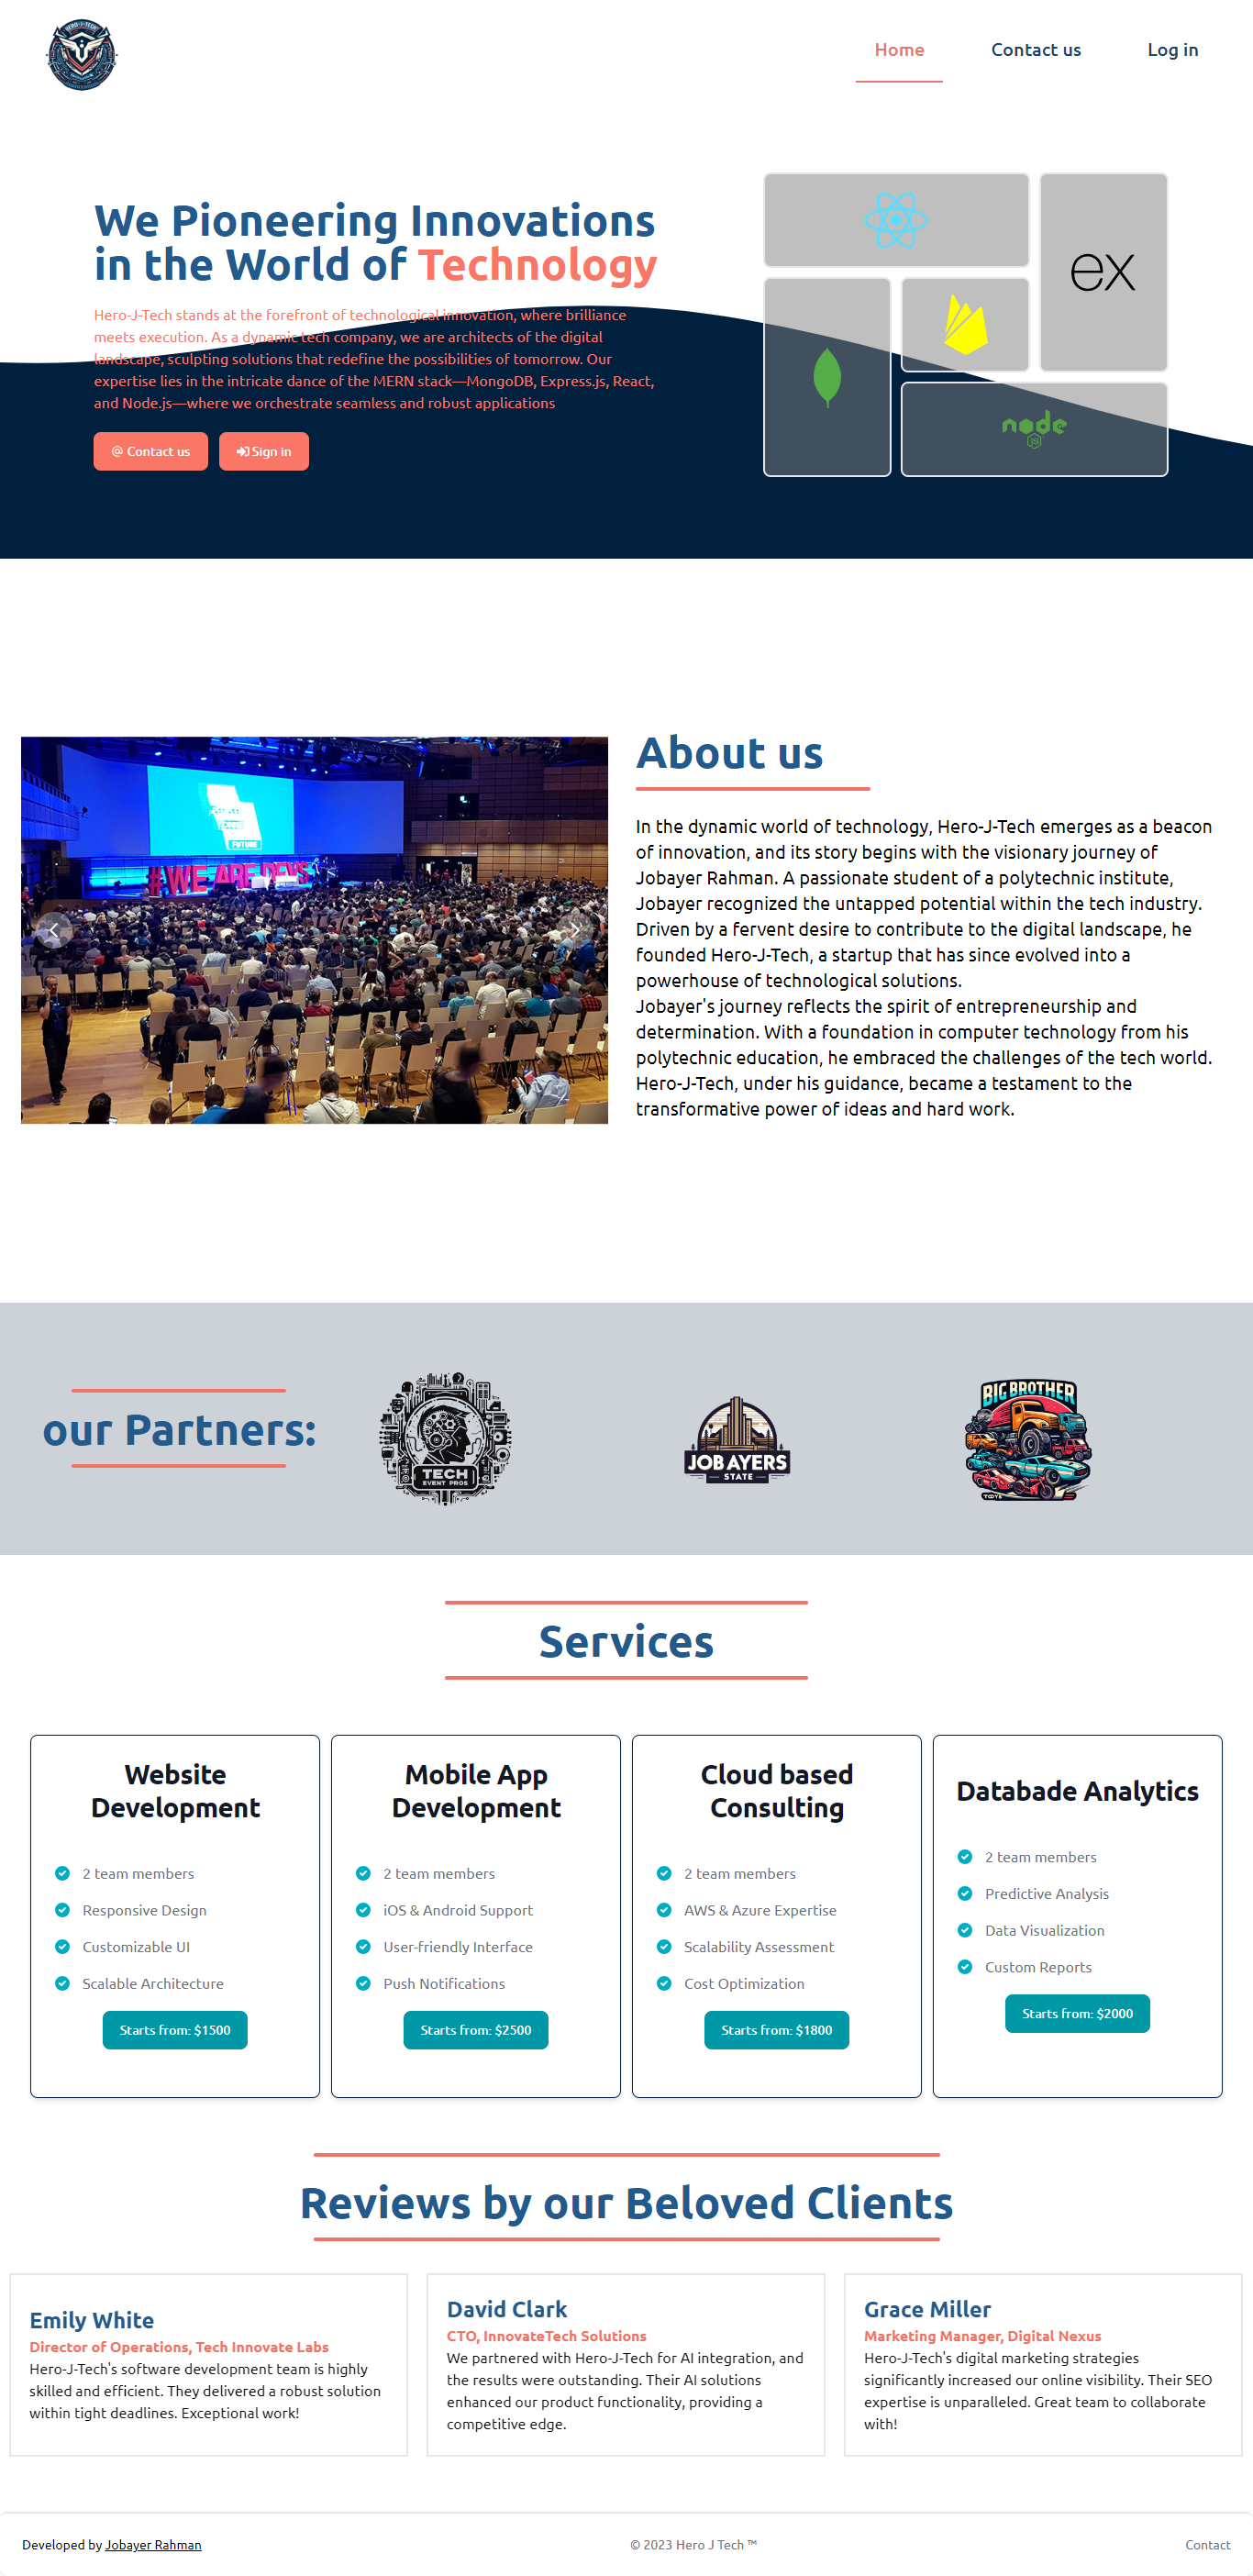 HERO-J-TECH
Home
Contact us
Log in
We Pioneering Innovations
in the World of Technology
Hero-J-Tech stands at the forefront of technological innovation, where brilliance
meets execution. As a dynamic tech company, we are architects of the digital
landscape, sculpting solutions that redefine the possibilities of tomorrow. Our
expertise lies in the intricate dance of the MERN stack—MongoDB, Express.js, React,
and Node.js—where we orchestrate seamless and robust applications
Contact us
Sign in
ex
node
JS
FUTURE
#WE ARE DEVS
About us
In the dynamic world of technology, Hero-J-Tech emerges as a beacon
of innovation, and its story begins with the visionary journey of
Jobayer Rahman. A passionate student of a polytechnic institute,
Jobayer recognized the untapped potential within the tech industry.
Driven by a fervent desire to contribute to the digital landscape, he
founded Hero-J-Tech, a startup that has since evolved into a
powerhouse of technological solutions.
Jobayer's journey reflects the spirit of entrepreneurship and
determination. With a foundation in computer technology from his
polytechnic education, he embraced the challenges of the tech world.
Hero-J-Tech, under his guidance, became a testament to the
transformative power of ideas and hard work.
our Partners:
TECH
EVENT PROS
JOBAYERS
STATE
BIG BROTHER
Services
Website
Development
2 team members
Responsive Design
Customizable UI
Scalable Architecture
Starts from: $1500
Mobile App
Development
2 team members
iOS & Android Support
User-friendly Interface
Push Notifications
Starts from: $2500
Cloud based
Consulting
2 team members
AWS & Azure Expertise
Scalability Assessment
Cost Optimization
Starts from: $1800
Databade Analytics
2 team members
Predictive Analysis
Data Visualization
Custom Reports
Starts from: $2000
Reviews by our Beloved Clients
Emily White
Director of Operations, Tech Innovate Labs
Hero-J-Tech's software development team is highly
skilled and efficient. They delivered a robust solution
within tight deadlines. Exceptional work!
David Clark
CTO, InnovateTech Solutions
We partnered with Hero-J-Tech for AI integration, and
the results were outstanding. Their AI solutions
enhanced our product functionality, providing a
competitive edge.
Grace Miller
Marketing Manager, Digital Nexus
Hero-J-Tech's digital marketing strategies
significantly increased our online visibility. Their SEO
expertise is unparalleled. Great team to collaborate
with!
Developed by Jobayer Rahman
© 2023 Hero J Tech ™
Contact